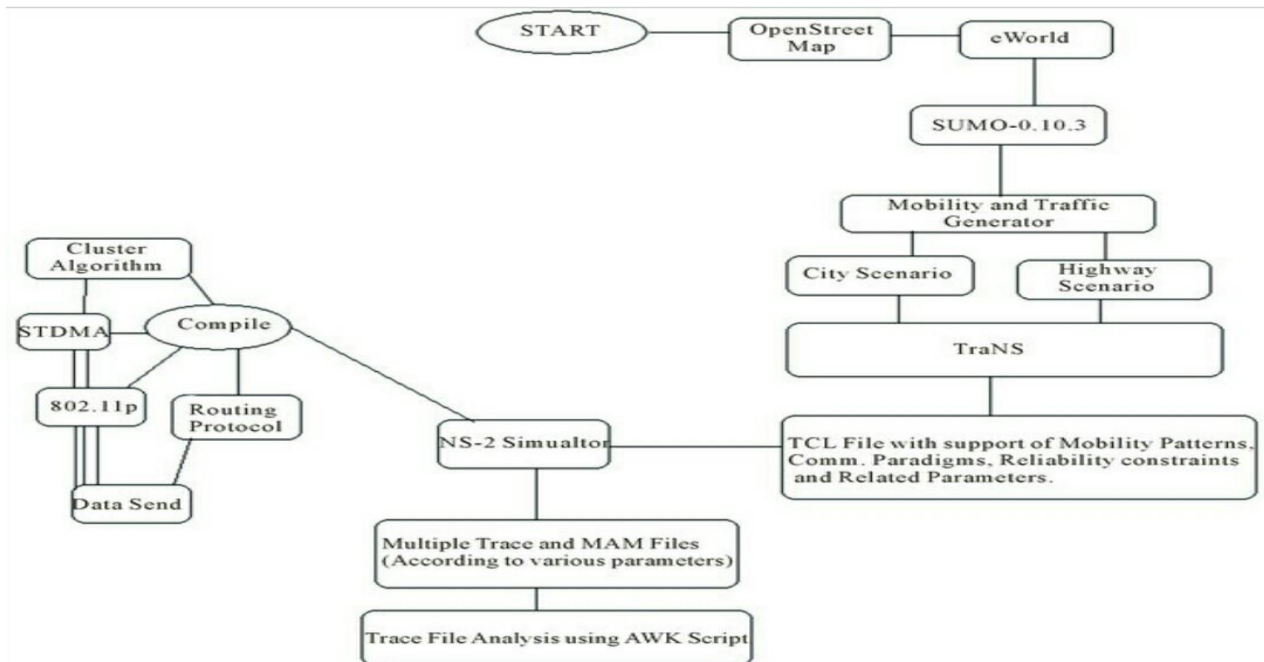 START
OpenStreet
Map
eWorld
SUMO-0.10.3
Mobility and Traffic
Generator
City Scenario
Highway
Scenario
TraNS
TCL File with support of Mobility Patterns,
Comm. Paradigms, Reliability constraints
and Related Parameters.
NS-2 Simualtor
Compile
Cluster
Algorithm
STDMA
802.11p
Routing
Protocol
Data Send
Multiple Trace and MAM Files
(According to various parameters)
Trace File Analysis using AWK Script